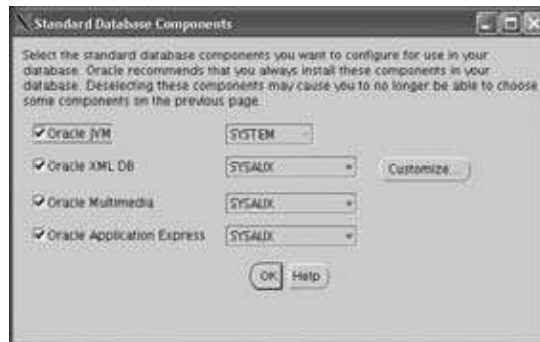 Standard Database Components
Select the standard database components you want to configure for use in your
database. Oracle recommends that you always install these components in your
database. Deselecting these components may cause you to no longer be able to choose
some components on the previous page.
Oracle JVM SYSTEM
Oracle XML DB SYSAUX Customize...
Oracle Multimedia SYSAUX
Oracle Application Express SYSAUX
OK Help